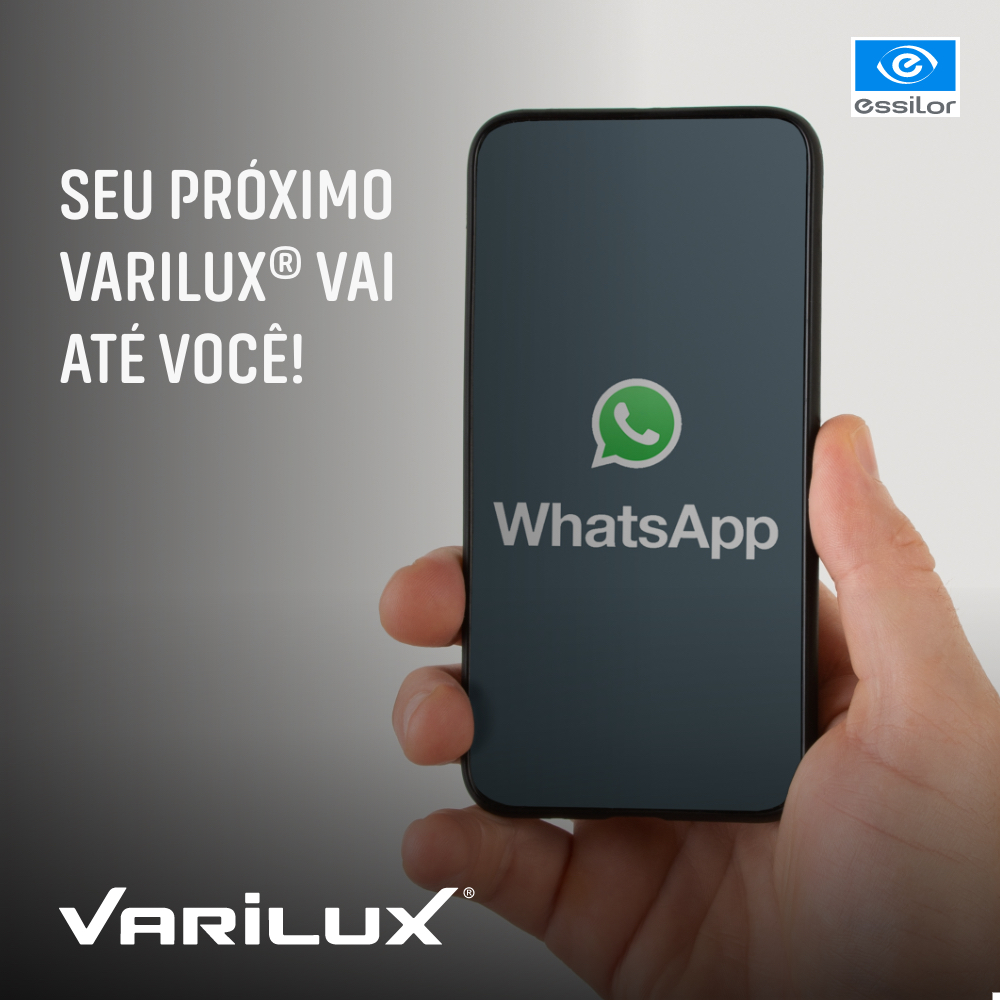 essilor
SEU PRÓXIMO
VARILUX® VAI
ATÉ VOCÊ!
WhatsApp
VARILUX®